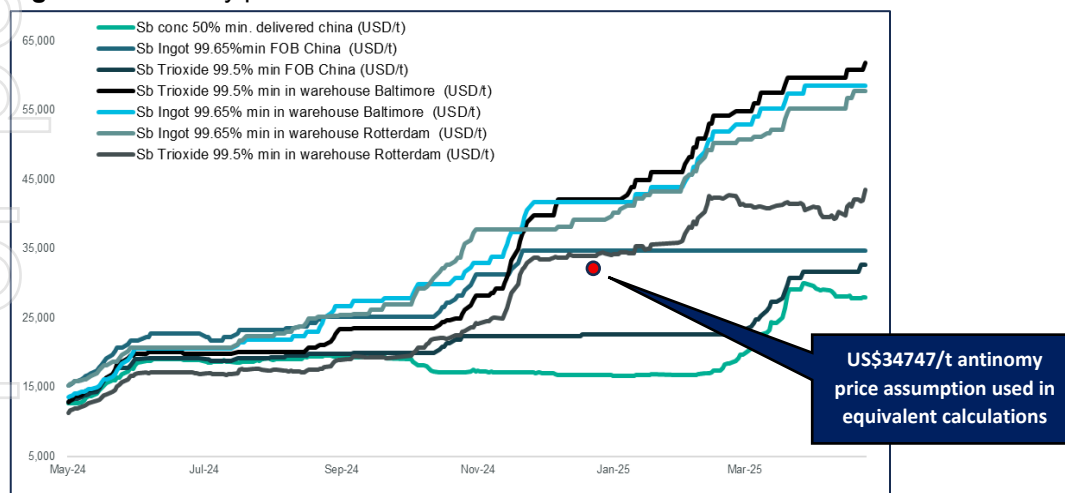 Sb conc 50% min. delivered china (USD/t)
Sb Ingot 99.65%min FOB China (USD/t)
Sb Trioxide 99.5% min FOB China (USD/t)
Sb Trioxide 99.5% min in warehouse Baltimore (USD/t)
Sb Ingot 99.65% min in warehouse Baltimore (USD/t)
Sb Ingot 99.65% min in warehouse Rotterdam (USD/t)
Sb Trioxide 99.5% min in warehouse Rotterdam (USD/t)
65,000
55,000
45,000
35,000
25,000
15,000
5,000
May-24 Jul-24 Sep-24 Nov-24 Jan-25 Mar-25
US$34747/t antinomy
price assumption used in
equivalent calculations